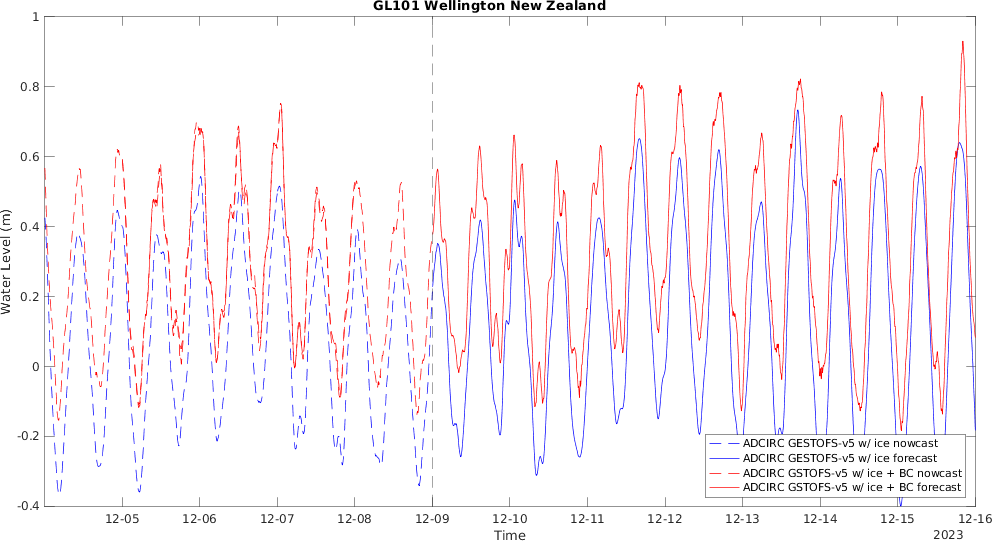 GL101 Wellington New Zealand
Water Level (m)
1
0.8
0.6
0.4
0.2
0
-0.2
-0.4
12-05 12-06 12-07 12-08 12-09 12-10 12-11 12-12 12-13 12-14 12-15 12-16
Time
2023
ADCIRC GESTOFS-v5 w/ ice nowcast
ADCIRC GESTOFS-v5 w/ ice forecast
ADCIRC GSTOFS-v5 w/ ice + BC nowcast
ADCIRC GSTOFS-v5 w/ ice + BC forecast